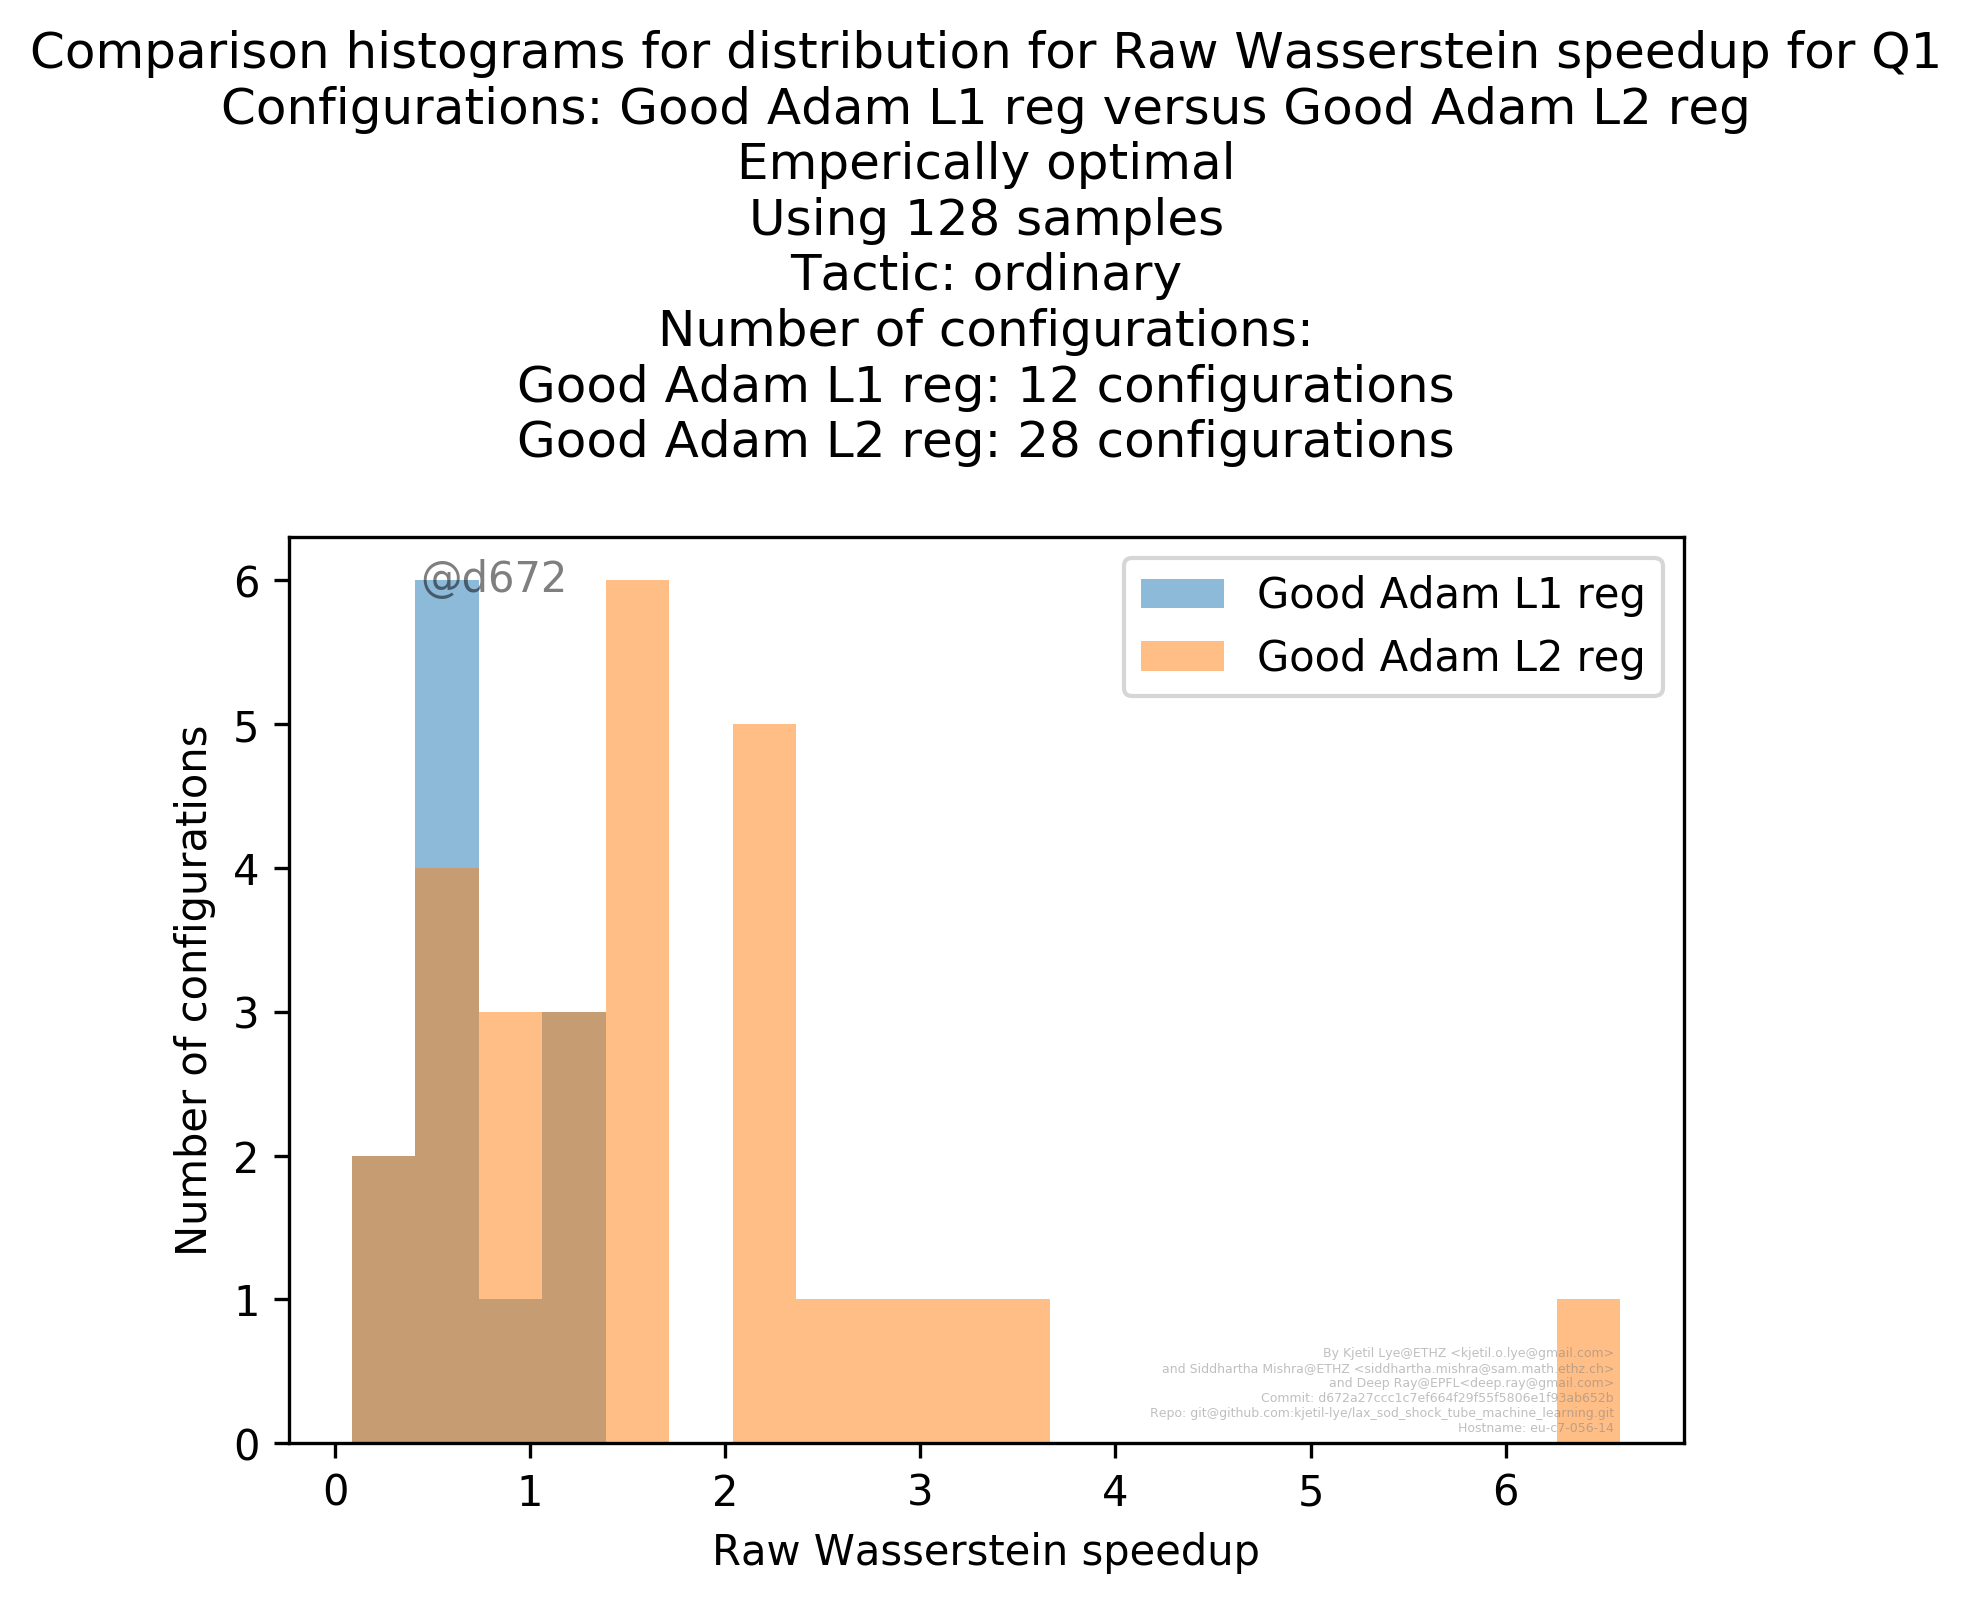 Comparison histograms for distribution for Raw Wasserstein speedup for Q1
Configurations: Good Adam L1 reg versus Good Adam L2 reg
Emperically optimal
Using 128 samples
Tactic: ordinary
Number of configurations:
Good Adam L1 reg: 12 configurations
Good Adam L2 reg: 28 configurations
@d672
Good Adam L1 reg
Good Adam L2 reg
6
5
4
3
2
1
0
Number of configurations
By Kjetil Lye@ETHZ <kjetil.o.lye@gmail.com>
and Siddhartha Mishra@ETHZ <siddhartha.mishra@sam.math.ethz.ch>
and Deep Ray@EPFL<deep.ray@gmail.com>
Commit: d672a27ccc1c7ef664f29f55f5806e1f93ab652b
Repo: git@github.com:kjetil-lye/lax_sod_shock_tube_machine_learning.git
Hostname: eu-c7-056-14
0 1 2 3 4 5 6
Raw Wasserstein speedup